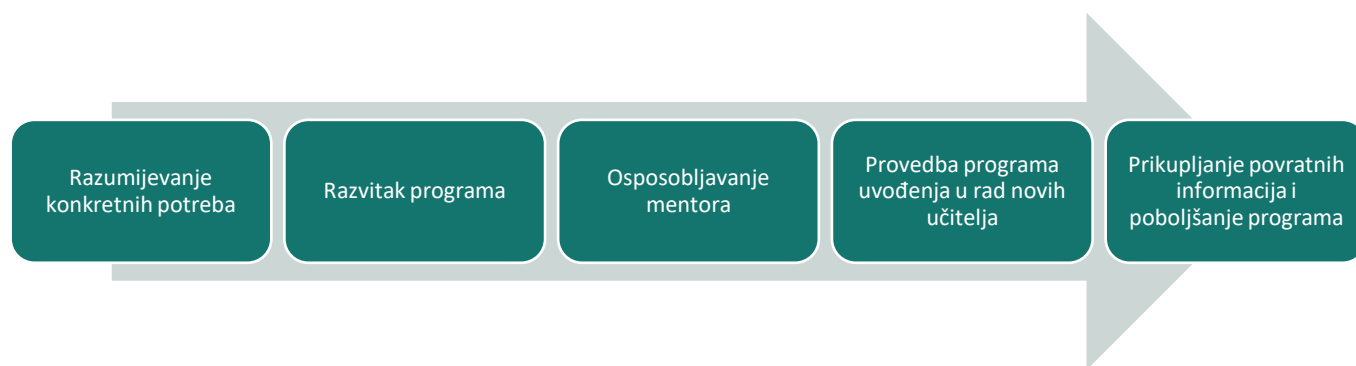 Razumijevanje
konkretnih potreba
Razvitak programa
Osposobljavanje
mentora
Provedba programa
uvođenja u rad novih
učitelja
Prikupljanje povratnih
informacija i
poboljšanje programa